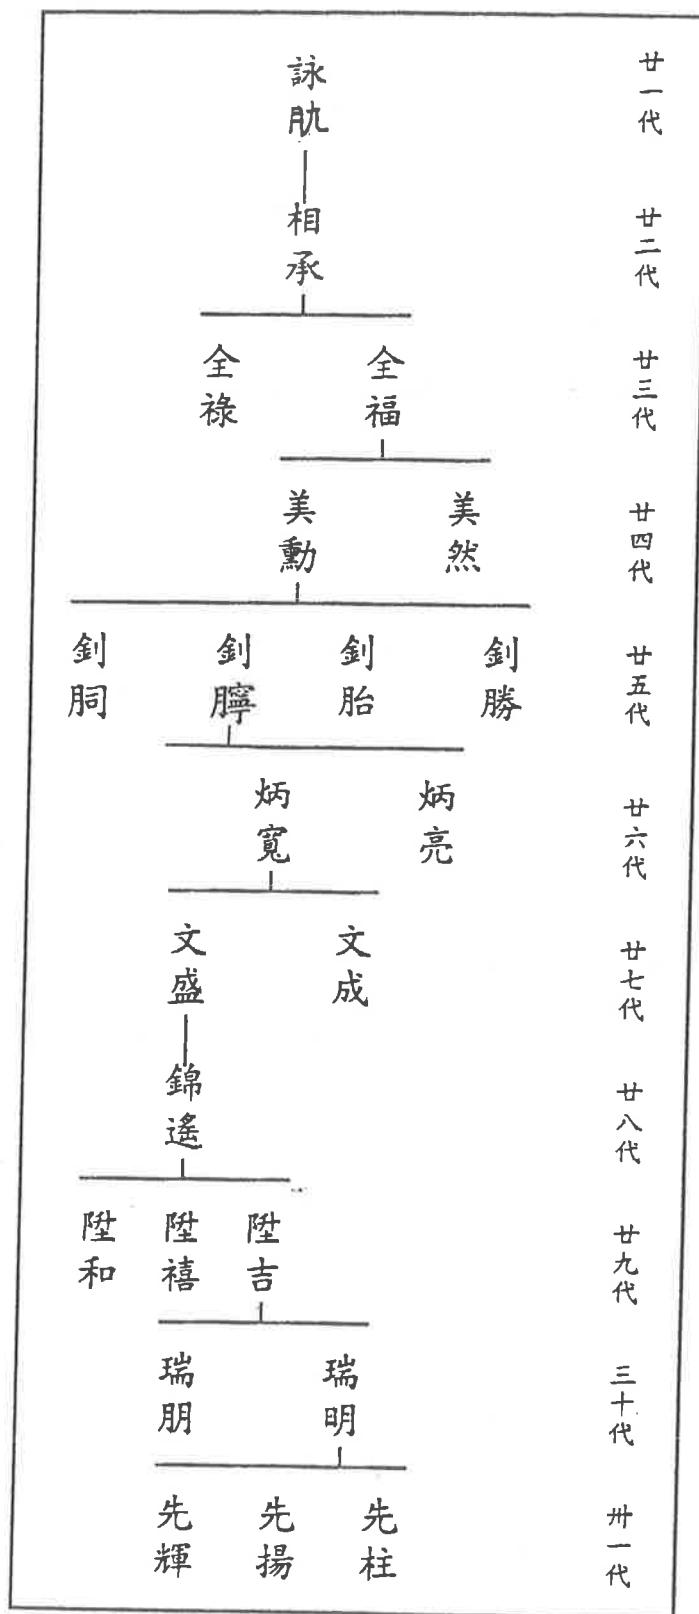 廿一代
詠肮
廿二代
相承
廿三代
全福
全祿
廿四代
美然
美勳
廿五代
釗勝
釗胎
釗
釗胴
廿六代
炳亮
炳寬
廿七代
文成
文盛
廿八代
錦遙
廿九代
陞吉
陞禧
陞和
三十代
瑞明
瑞朋
卅一代
先柱
先揚
先輝